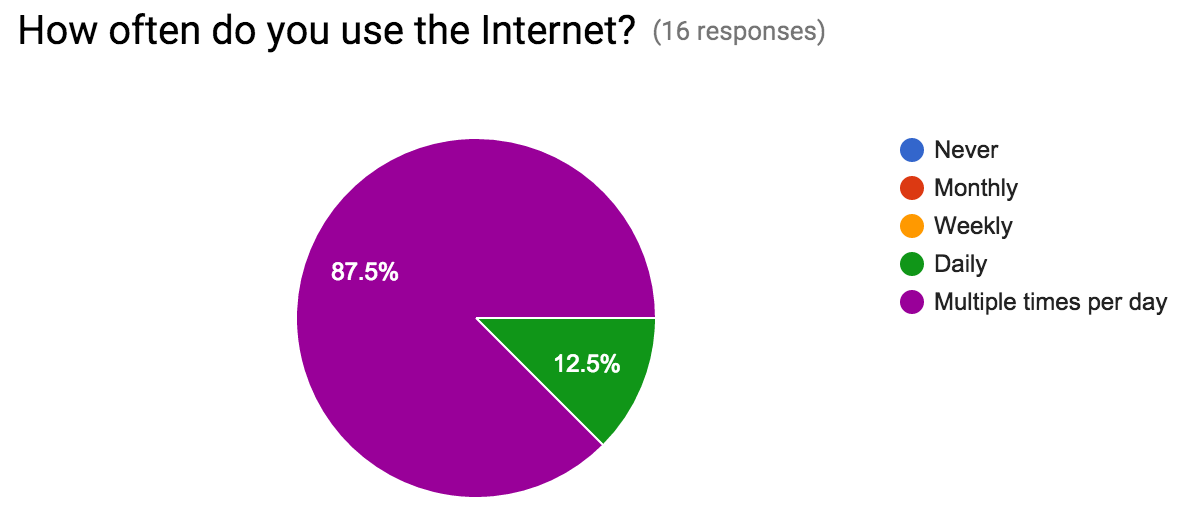 How often do you use the Internet? (16 responses)
Never
Monthly
Weekly
Daily
Multiple times per day
87.5%
12.5%